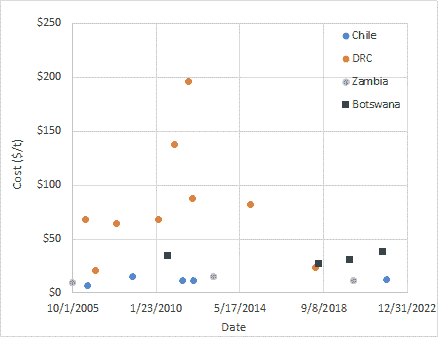 $250
$200
$150
$100
$50
$0
Cost ($/t)
10/1/2005
1/23/2010
5/17/2014
9/8/2018
12/31/2022
Date
Chile
DRC
Zambia
Botswana